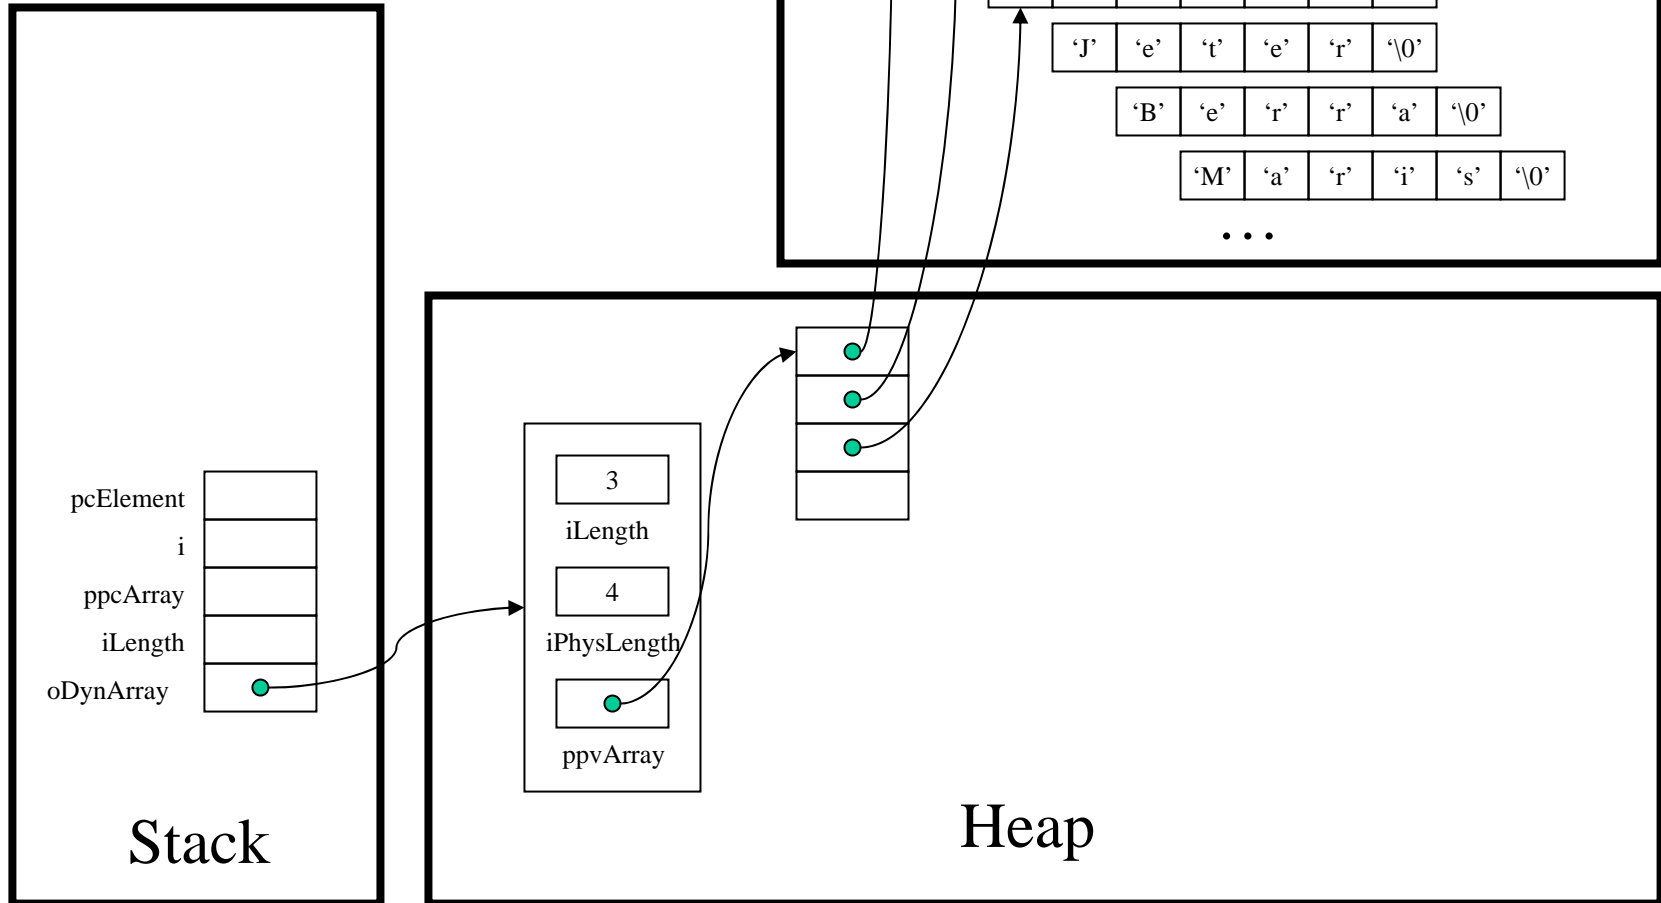 ‘J’ ‘e’ ‘t’ ‘e’ ‘r’ ‘\0’
‘B’ ‘e’ ‘r’ ‘r’ ‘a’ ‘\0’
‘M’ ‘a’ ‘r’ ‘i’ ‘s’ ‘\0’
...
pcElement
i
ppcArray
iLength
oDynArray
Stack
3
iLength
4
iPhysLength
ppvArray
Heap